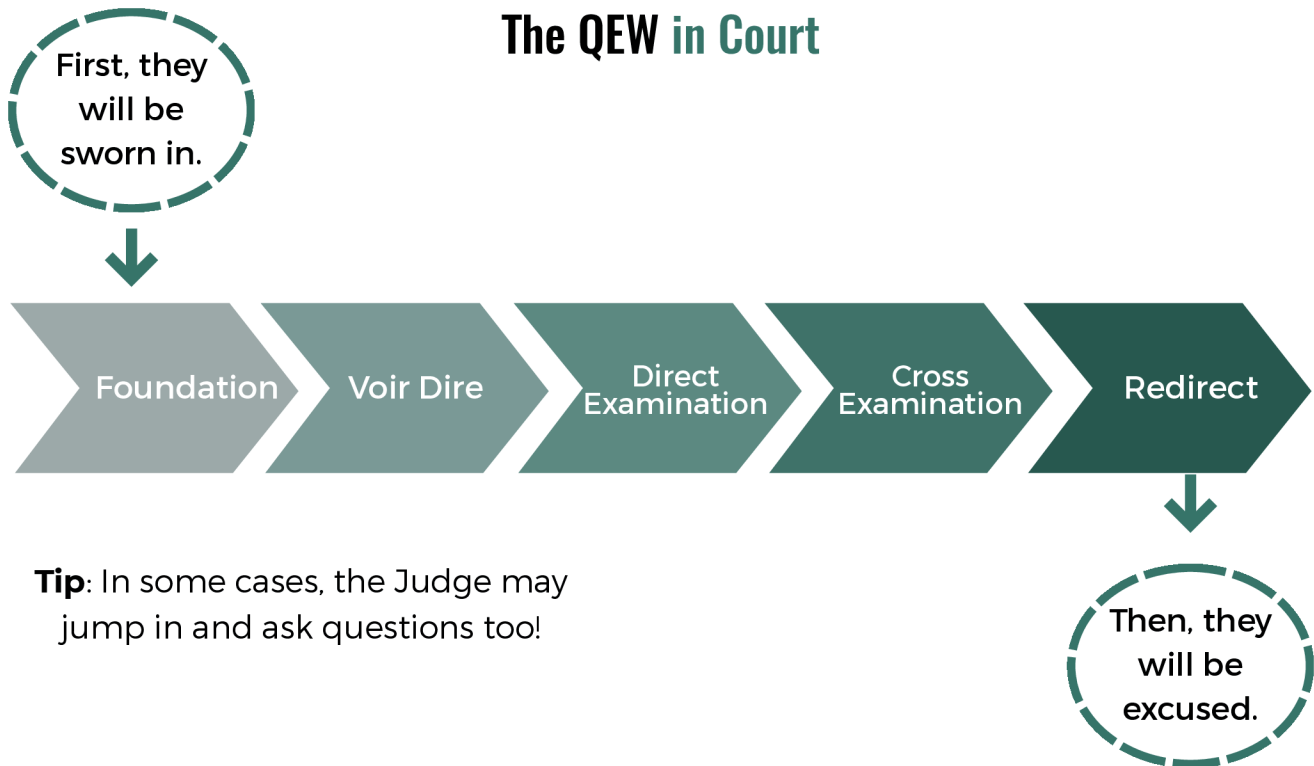 The QEW in Court
First, they
will be
sworn in.
Foundation
Voir Dire
Direct
Examination
Cross
Examination
Redirect
Tip: In some cases, the Judge may
jump in and ask questions too!
Then, they
will be
excused.